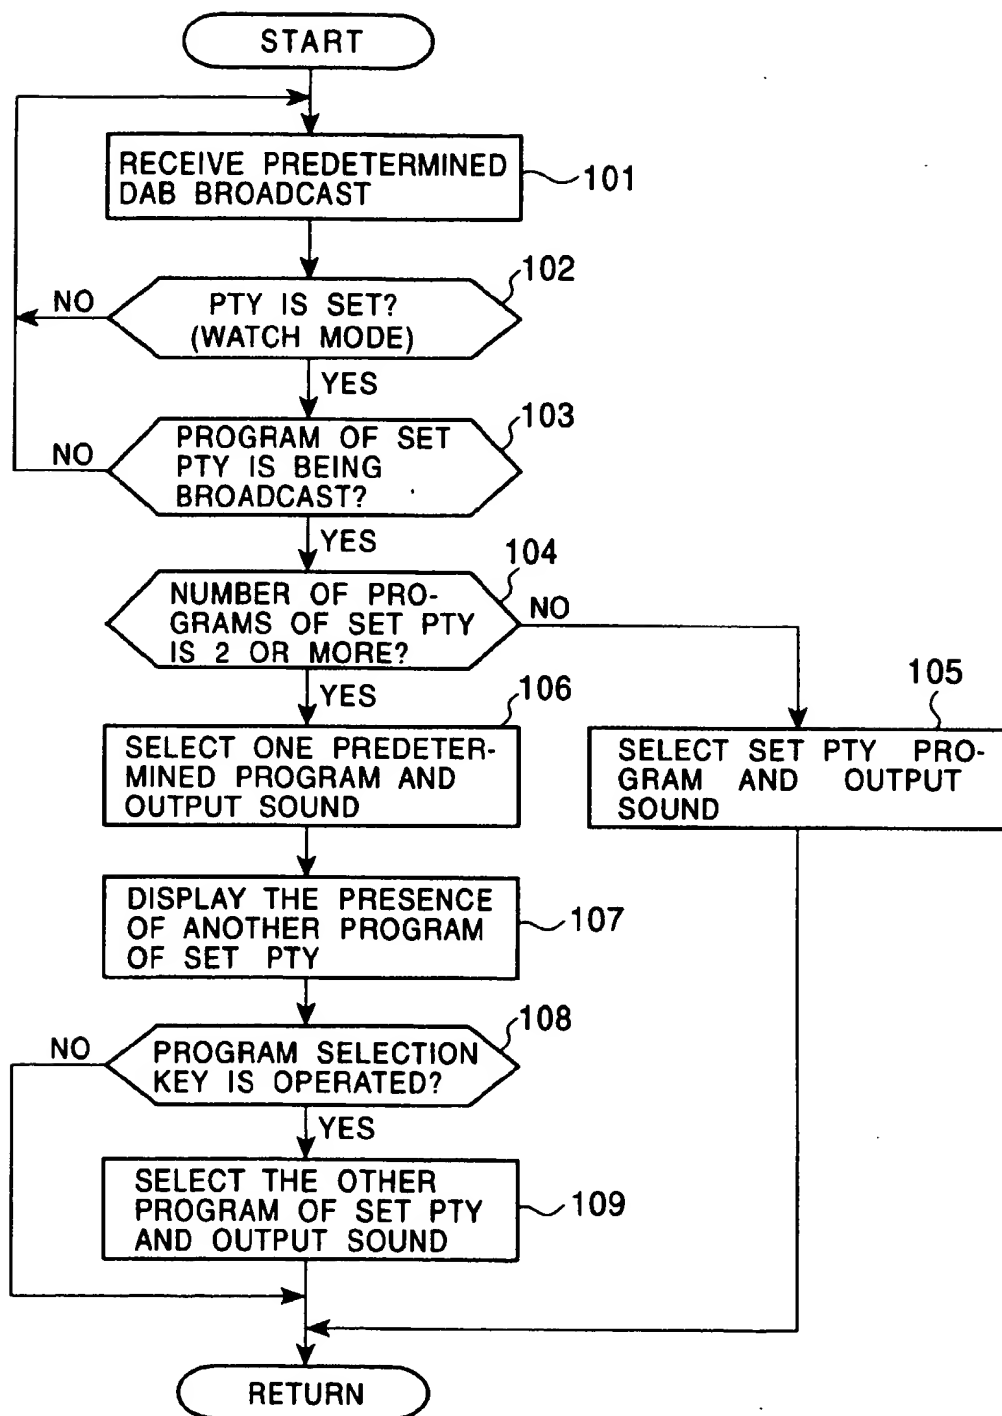 START
RECEIVE PREDETERMINED
DAB BROADCAST
101
102
NO
PTY IS SET?
(WATCH MODE)
YES
103
NO
PROGRAM OF SET
PTY IS BEING
BROADCAST?
YES
104
NUMBER OF PRO-
GRAMS OF SET PTY
IS 2 OR MORE?
NO
YES
106
105
SELECT ONE PREDETER-
MINED PROGRAM AND
OUTPUT SOUND
SELECT SET PTY PRO-
GRAM AND OUTPUT
SOUND
DISPLAY THE PRESENCE
OF ANOTHER PROGRAM
OF SET PTY
107
108
NO
PROGRAM SELECTION
KEY IS OPERATED?
YES
SELECT THE OTHER
PROGRAM OF SET PTY
AND OUTPUT SOUND
109
RETURN